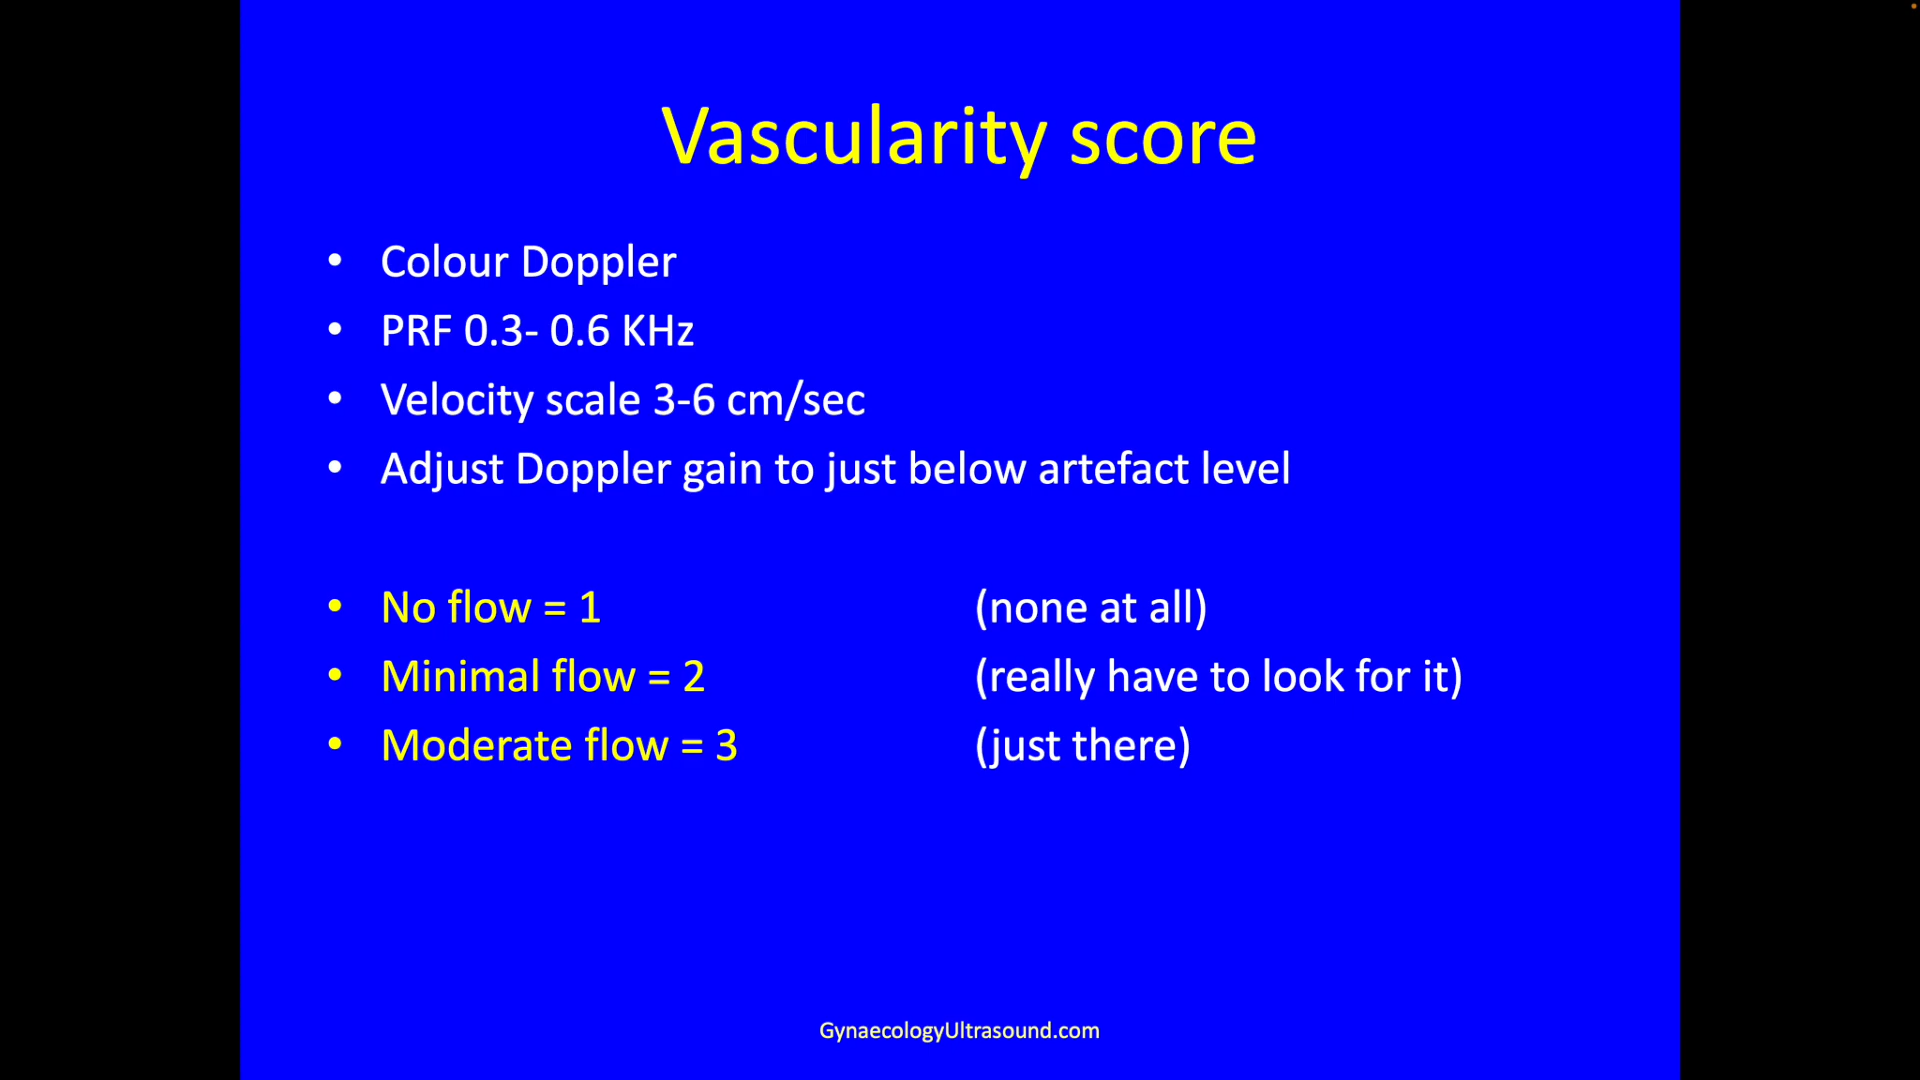 Vascularity score
• Colour Doppler
• PRF 0.3- 0.6 KHz
• Velocity scale 3-6 cm/sec
• Adjust Doppler gain to just below artefact level
• No flow = 1 (none at all)
• Minimal flow = 2 (really have to look for it)
• Moderate flow = 3 (just there)
GynaecologyUltrasound.com